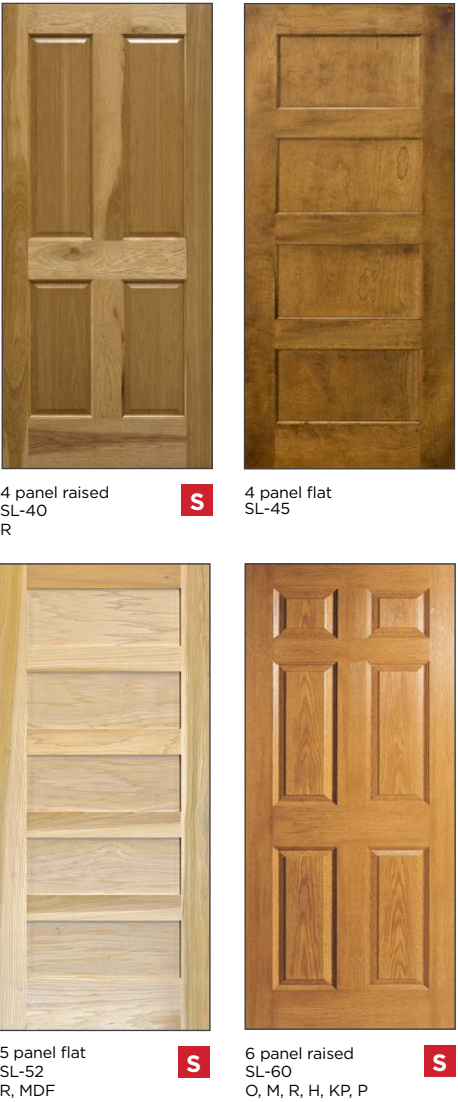 4 panel raised
SL-40
R
S
4 panel flat
SL-45
5 panel flat
SL-52
R, MDF
S
6 panel raised
SL-60
O, M, R, H, KP, P
S